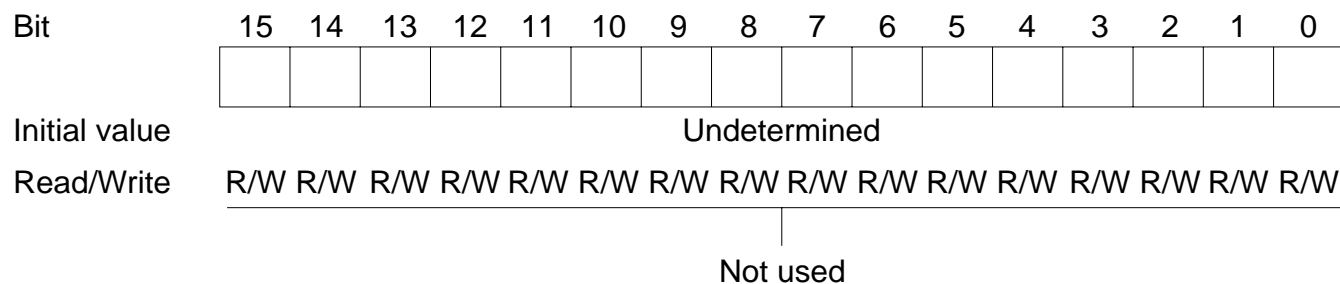 Bit 15 14 13 12 11 10 9 8 7 6 5 4 3 2 1 0
Initial value Undetermined
Read/Write R/W R/W R/W R/W R/W R/W R/W R/W R/W R/W R/W R/W R/W R/W R/W R/W
Not used